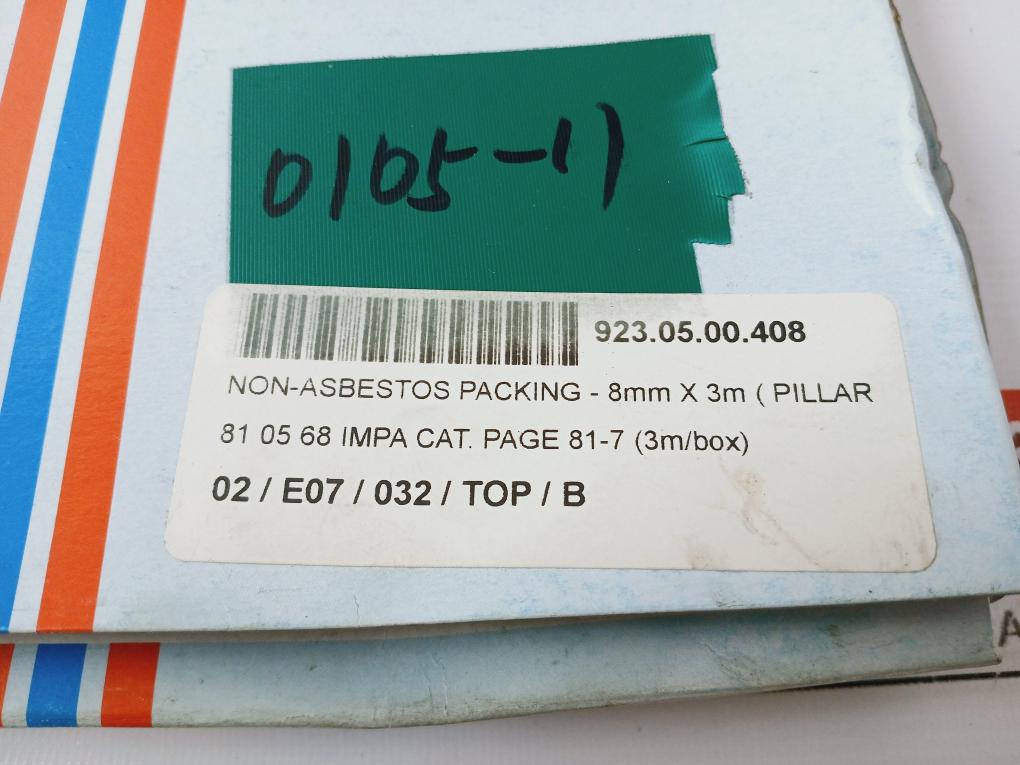 0105-11
923.05.00.408
NON-ASBESTOS PACKING - 8mm X 3m ( PILLAR
81 05 68 IMPA CAT. PAGE 81-7 (3m/box)
02 / E07 / 032 / TOP / B
A